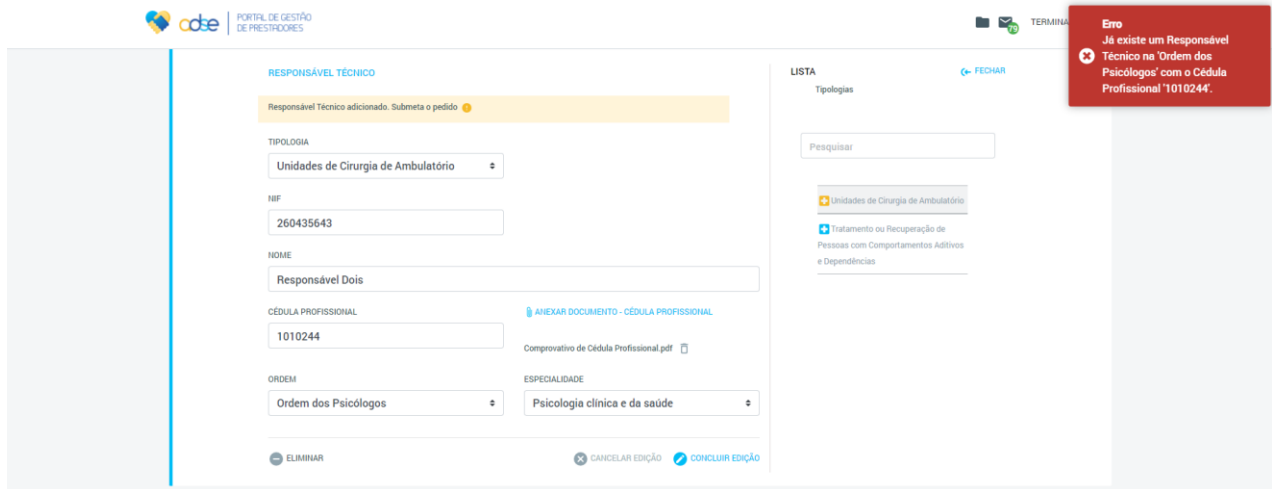 adse
PORTAL DE GESTÃO
DE PRESTADORES
79
TERMINA
Erro
Já existe um Responsável
Técnico na 'Ordem dos
Psicólogos' com o Cédula
Profissional '1010244'.
RESPONSÁVEL TÉCNICO
Responsável Técnico adicionado. Submeta o pedido
TIPOLOGIA
Unidades de Cirurgia de Ambulatório
NIF
260435643
NOME
Responsável Dois
CÉDULA PROFISSIONAL
ANEXAR DOCUMENTO - CÉDULA PROFISSIONAL
1010244
Comprovativo de Cédula Profissional.pdf
ORDEM
ESPECIALIDADE
Ordem dos Psicólogos
Psicologia clínica e da saúde
ELIMINAR
CANCELAR EDIÇÃO
CONCLUIR EDIÇÃO
LISTA
FECHAR
Tipologias
Pesquisar
Unidades de Cirurgia de Ambulatório
Tratamento ou Recuperação de
Pessoas com Comportamentos Aditivos
e Dependências